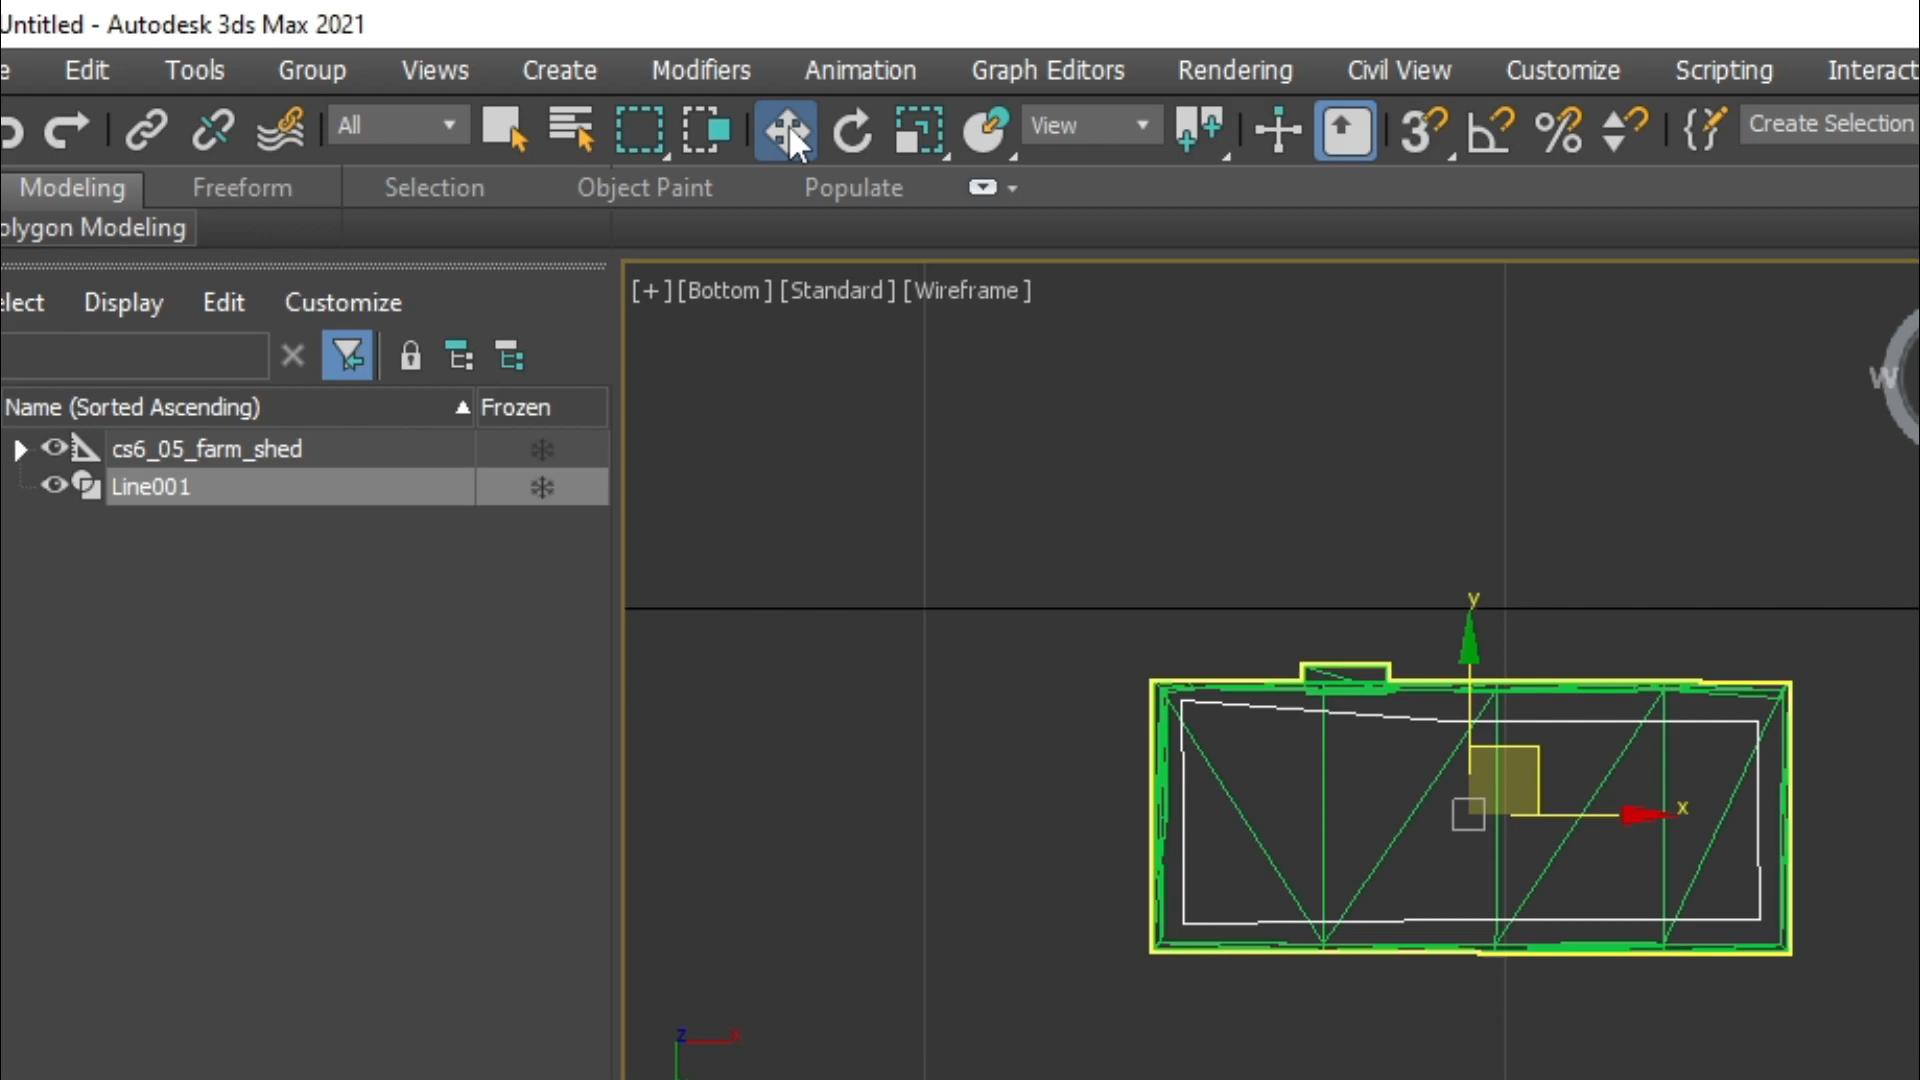 Untitled - Autodesk 3ds Max 2021
e Edit Tools Group Views Create Modifiers Animation Graph Editors Rendering Civil View Customize Scripting Interact
All View 3 Create Selection
Modeling Freeform Selection Object Paint Populate
olygon Modeling
[+] [Bottom] [Standard] [Wireframe]
elect Display Edit Customize
W
Name (Sorted Ascending) Frozen
cs6_05_farm_shed
Line001
y
x
z x